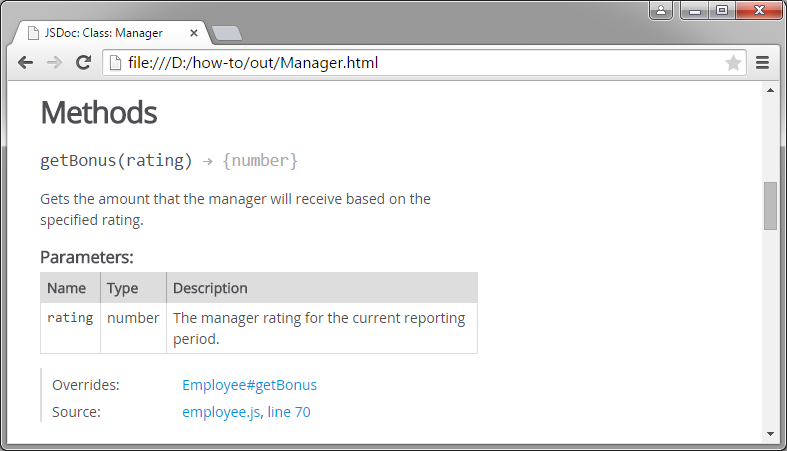 JSDoc: Class: Manager
file:///D:/how-to/out/Manager.html
Methods
getBonus(rating) → {number}
Gets the amount that the manager will receive based on the
specified rating.
Parameters:
Name Type Description
rating number The manager rating for the current reporting
period.
Overrides: Employee#getBonus
Source: employee.js, line 70